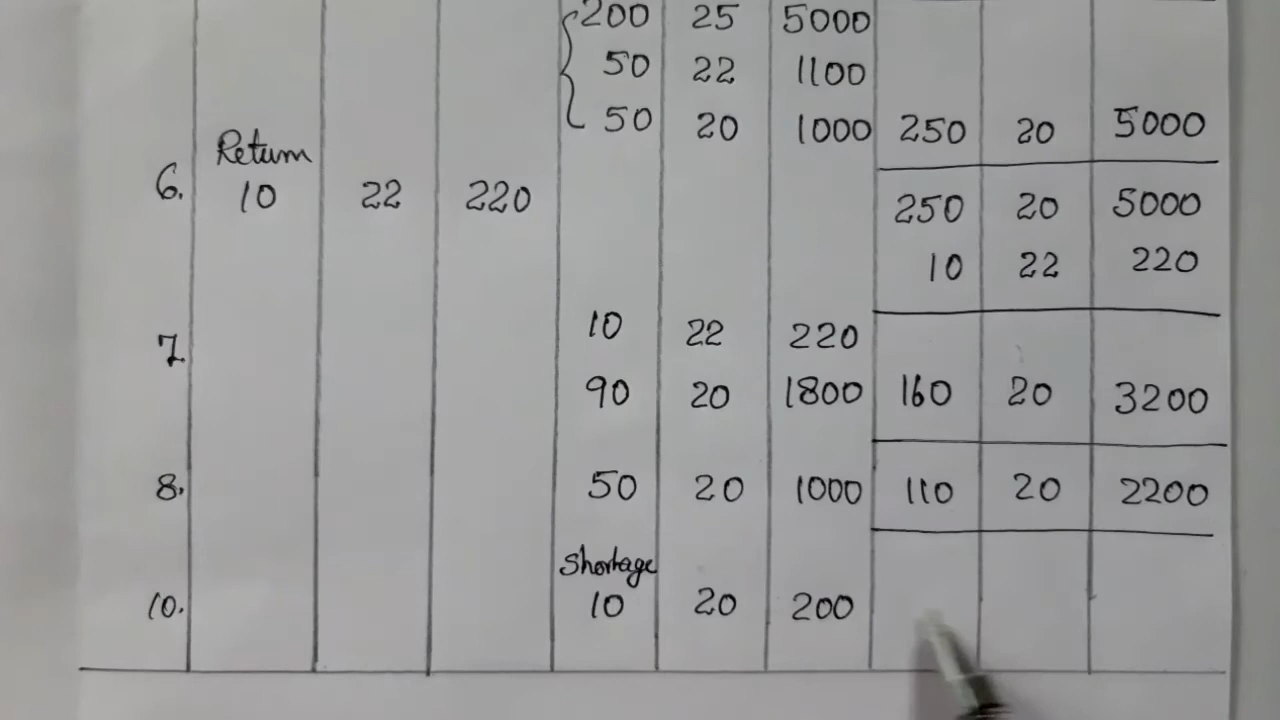 200 25 5000
50 22 1100
50 20 1000 250 20 5000
Return
6. 10 22 220 250 20 5000
10 22 220
7. 10 22 220
90 20 1800 160 20 3200
8. 50 20 1000 110 20 2200
Shortage
10. 10 20 200